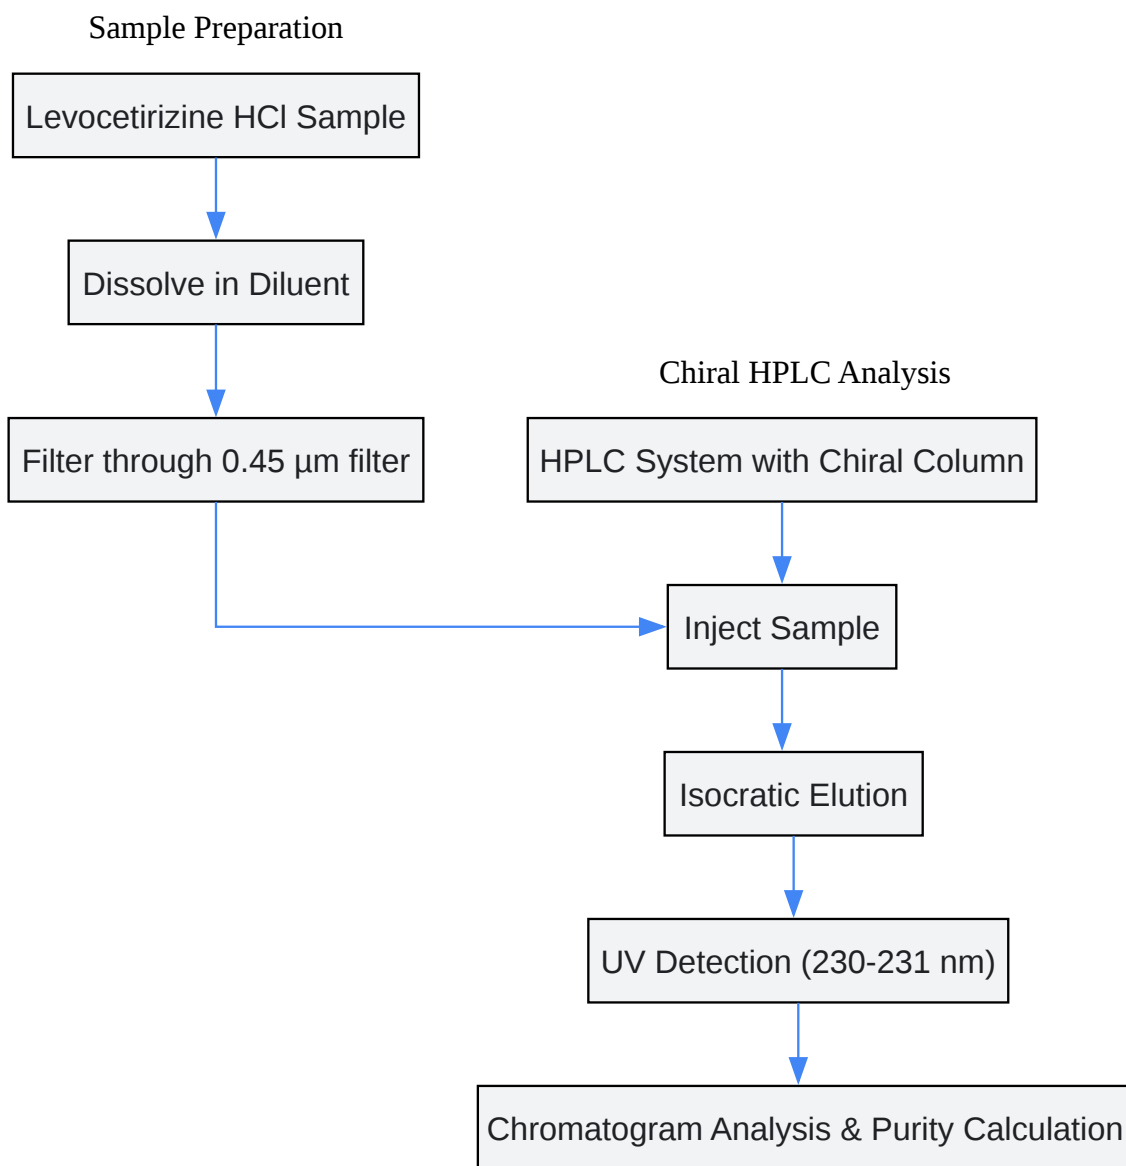 Sample Preparation
Levocetirizine HCl Sample
Dissolve in Diluent
Filter through 0.45 µm filter
Chiral HPLC Analysis
HPLC System with Chiral Column
Inject Sample
Isocratic Elution
UV Detection (230-231 nm)
Chromatogram Analysis & Purity Calculation